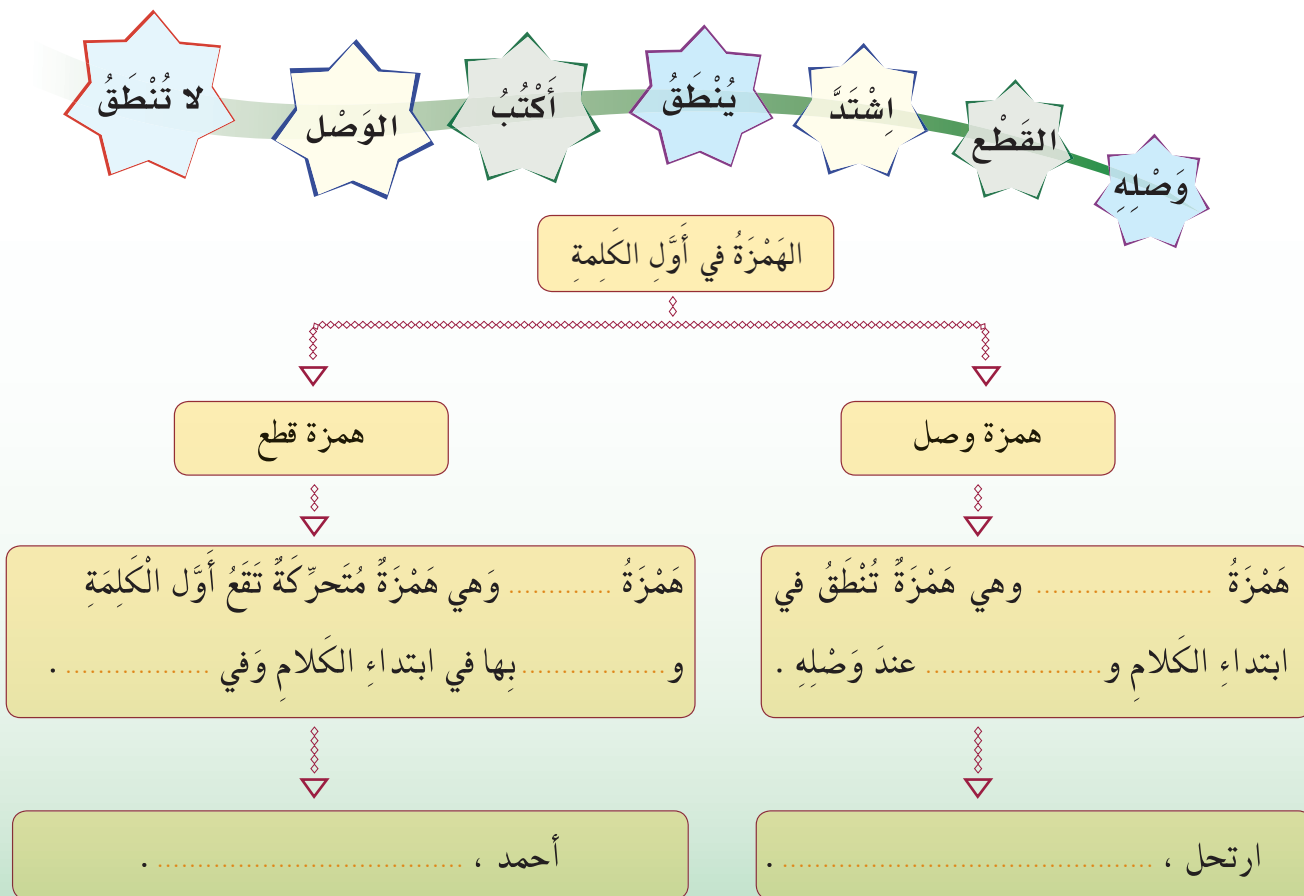 وَصْلِهِ
القَطْع
اِشْتَدَّ
يُنْطَقُ
أَكْتُبُ
الوَصْل
لا تُنْطَقُ
الهَمْزَةُ في أَوَّلِ الكَلِمةِ
همزة وصل
همزة قطع
هَمْزَةُ ..................... وهي هَمْزَةٌ تُنْطَقُ في
ابتداءِ الكَلامِ و..................... عندَ وَصْلِهِ .
هَمْزَةُ ............. وَهي هَمْزَةٌ مُتَحرِّكَةٌ تَقَعُ أَوَّل الْكَلِمَةِ
و.................بِها في ابتداءِ الكَلامِ وَفي ................. .
ارتحل ، ............................................ .
أحمد ، .................................... .